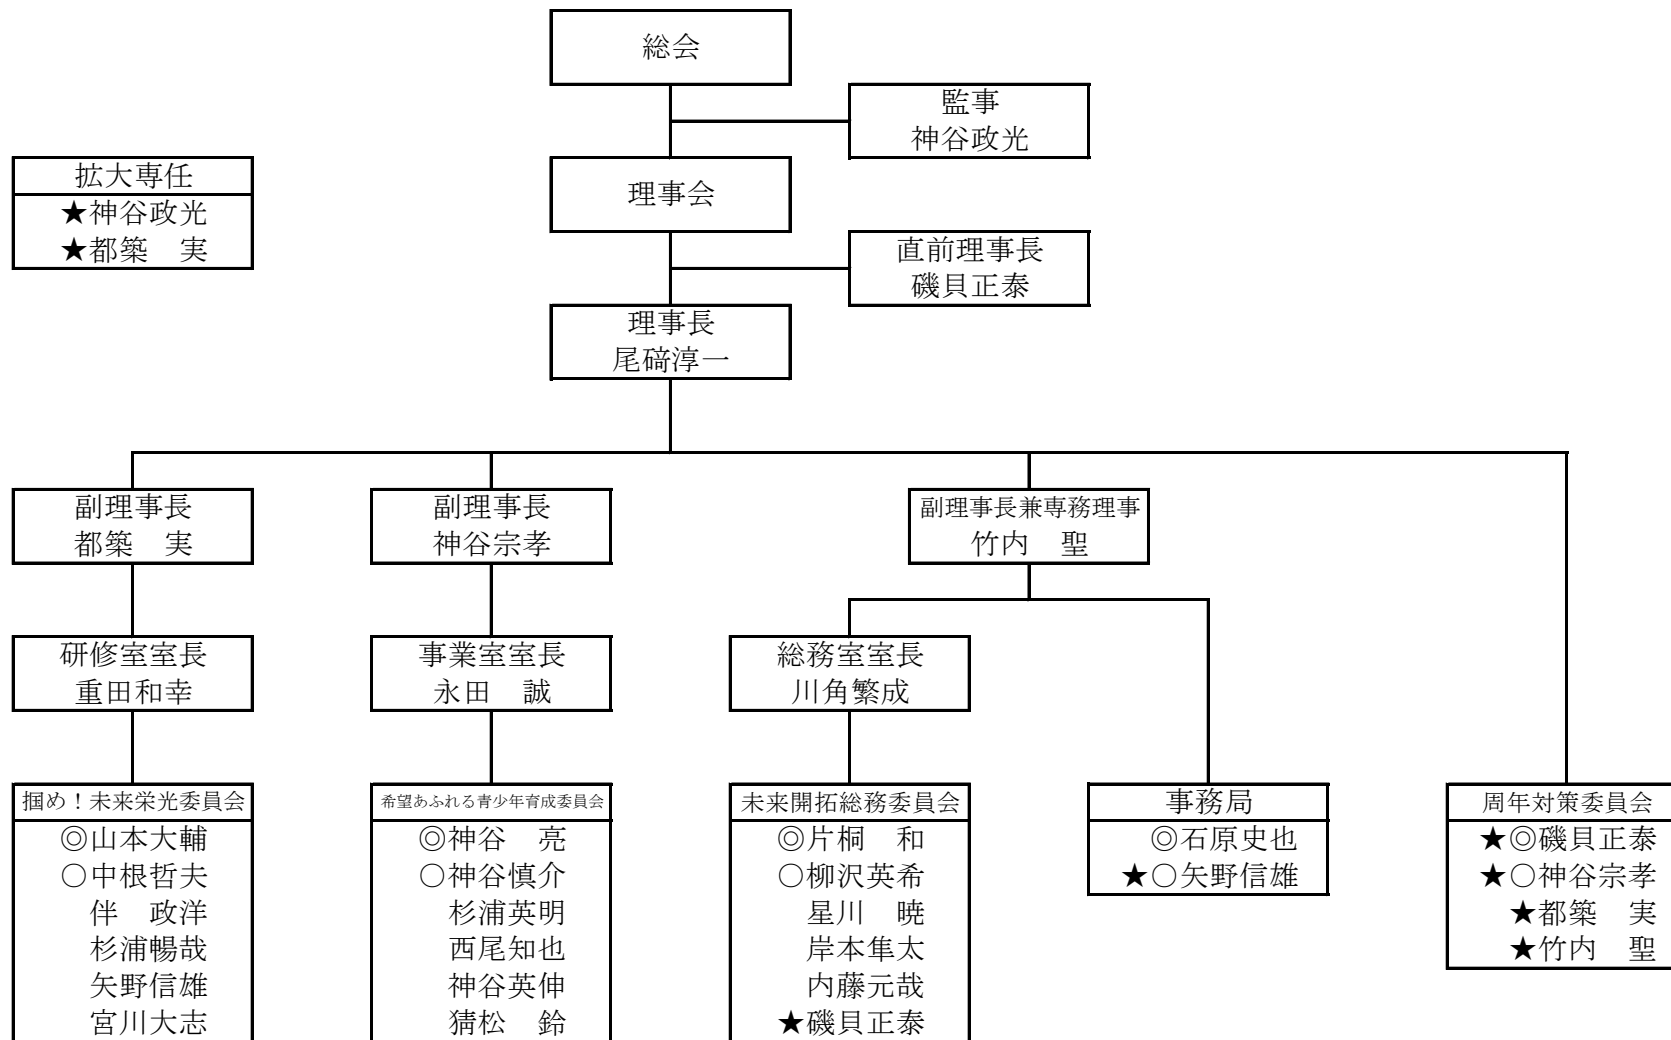 総会
監事
神谷政光
拡大専任
★神谷政光
★都築　実
理事会
直前理事長
磯貝正泰
理事長
尾﨑淳一
副理事長
都築　実
副理事長
神谷宗孝
副理事長兼専務理事
竹内　聖
研修室室長
重田和幸
事業室室長
永田　誠
総務室室長
川角繁成
掴め！未来栄光委員会
◎山本大輔
○中根哲夫
伴　政洋
杉浦暢哉
矢野信雄
宮川大志
希望あふれる青少年育成委員会
◎神谷　亮
○神谷慎介
杉浦英明
西尾知也
神谷英伸
猜松　鈴
未来開拓総務委員会
◎片桐　和
○柳沢英希
星川　暁
岸本隼太
内藤元哉
★磯貝正泰
事務局
◎石原史也
★○矢野信雄
周年対策委員会
★◎磯貝正泰
★○神谷宗孝
★都築　実
★竹内　聖